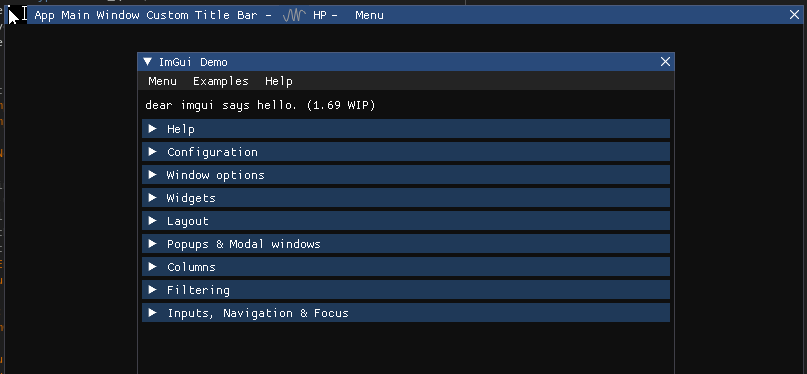 App Main Window Custom Title Bar - HP - Menu
ImGui Demo
Menu Examples Help
dear imgui says hello. (1.69 WIP)
Help
Configuration
Window options
Widgets
Layout
Popups & Modal windows
Columns
Filtering
Inputs, Navigation & Focus